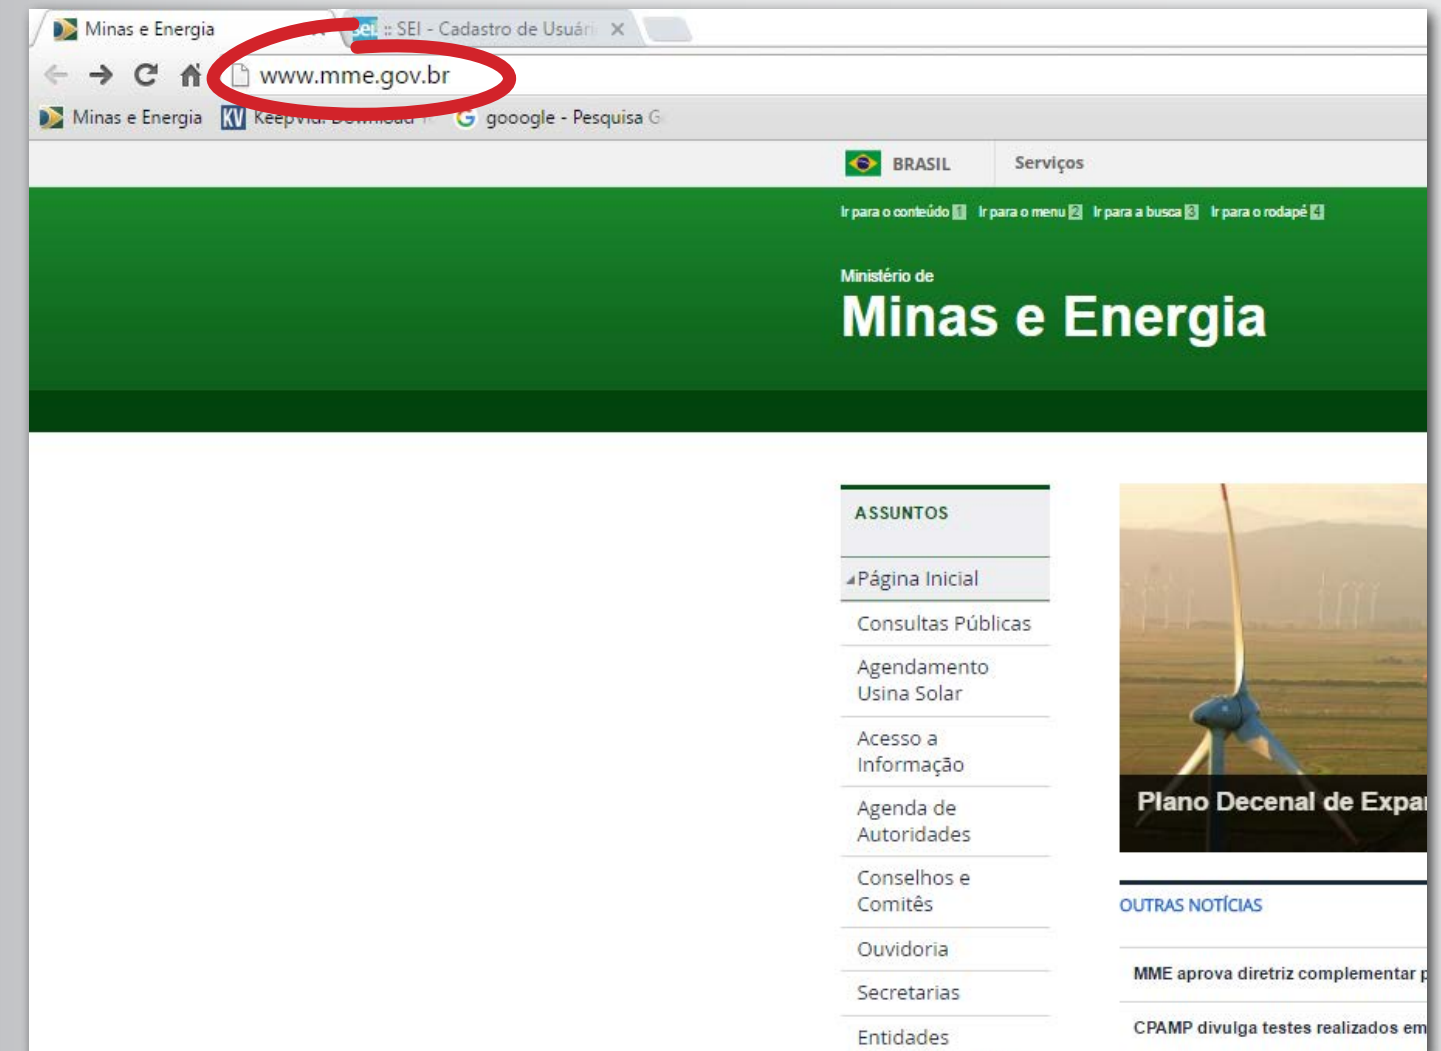 Minas e Energia
sei :: SEI - Cadastro de Usuári
www.mme.gov.br
Minas e Energia KV gooogle - Pesquisa G
BRASIL Serviços
Ir para o conteúdo 1 Ir para o menu 2 Ir para a busca 3 Ir para o rodapé 4
Ministério de
Minas e Energia
ASSUNTOS
Página Inicial
Consultas Públicas
Agendamento
Usina Solar
Acesso a
Informação
Agenda de
Autoridades
Conselhos e
Comitês
Ouvidoria
Secretarias
Entidades
Plano Decenal de Expa
OUTRAS NOTÍCIAS
MME aprova diretriz complementar p
CPAMP divulga testes realizados em